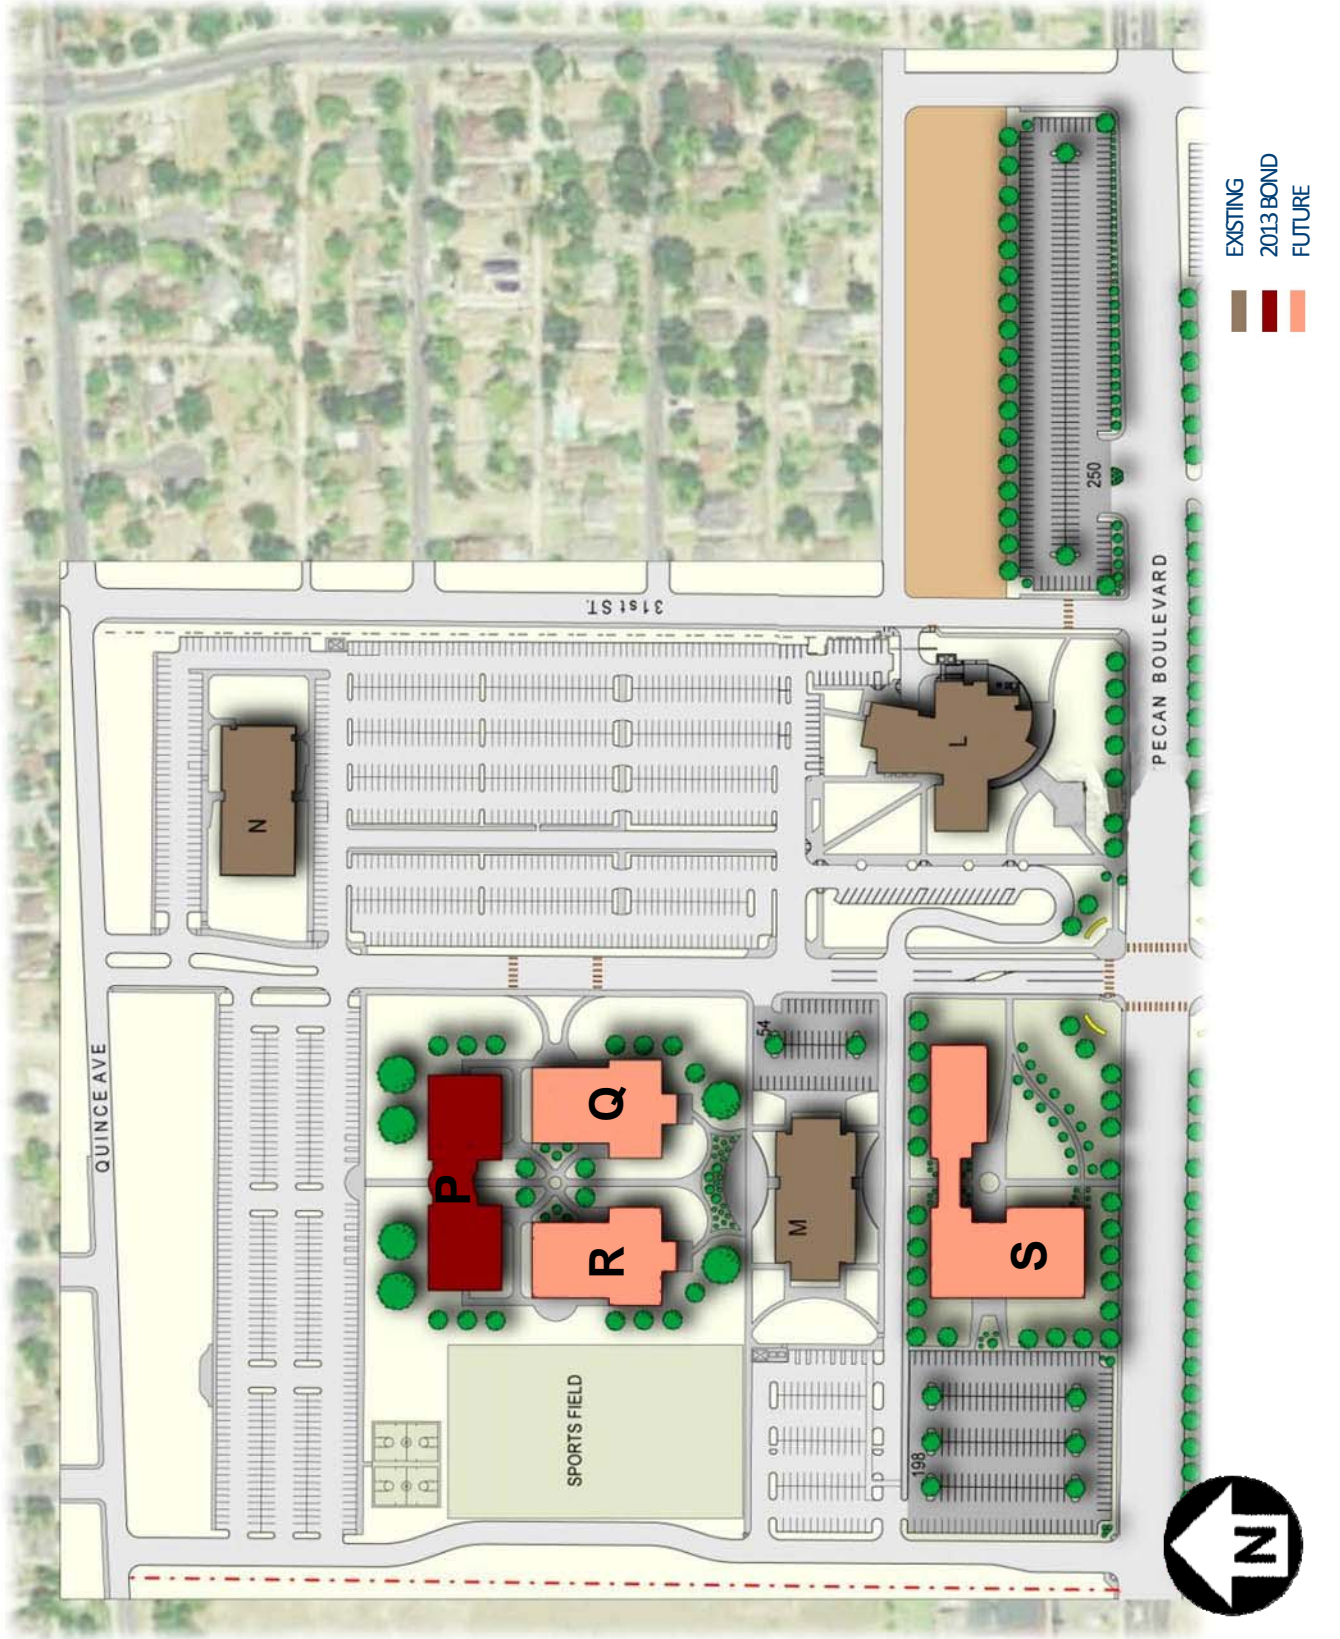 QUINCE AVE
31st ST.
PECAN BOULEVARD
N
L
250
P
Q
R
54
M
S
SPORTS FIELD
198
N
EXISTING
2013 BOND
FUTURE